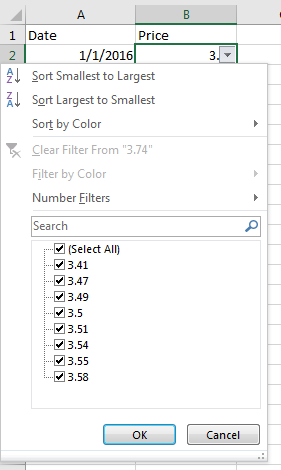 A B
1 Date Price
2 1/1/2016 3.
Sort Smallest to Largest
Sort Largest to Smallest
Sort by Color
Clear Filter From "3.74"
Filter by Color
Number Filters
Search
(Select All)
3.41
3.47
3.49
3.5
3.51
3.54
3.55
3.58
OK Cancel